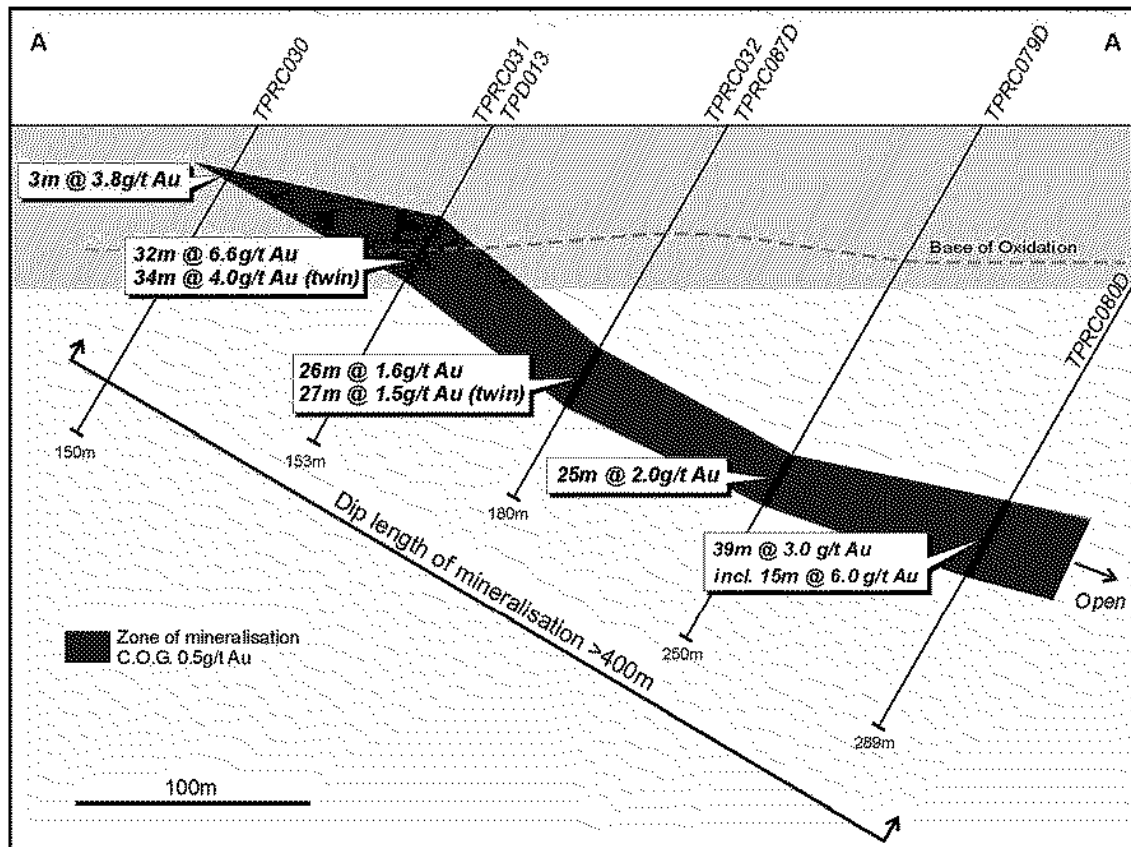 A
A
TPRC030
TPRC031
TPD013
TPRC032
TPRC087D
TPRC079D
TPRC080D
3m @ 3.8g/t Au
32m @ 6.6g/t Au
34m @ 4.0g/t Au (twin)
Base of Oxidation
26m @ 1.6g/t Au
27m @ 1.5g/t Au (twin)
25m @ 2.0g/t Au
39m @ 3.0 g/t Au
incl. 15m @ 6.0 g/t Au
Open
150m
153m
180m
250m
289m
Dip length of mineralisation >400m
Zone of mineralisation
C.O.G. 0.5g/t Au
100m